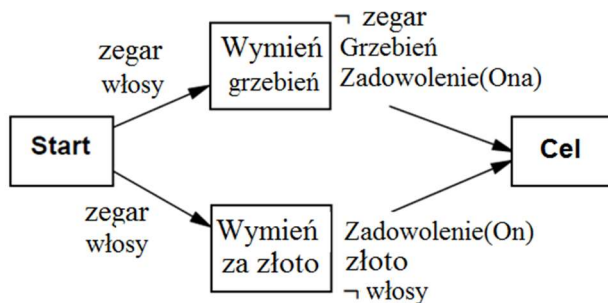 zegar
włosy
Wymień
grzebień
¬ zegar
Grzebień
Zadowolenie(Ona)
Start
Cel
zegar
włosy
Wymień
za złoto
Zadowolenie(On)
złoto
¬ włosy